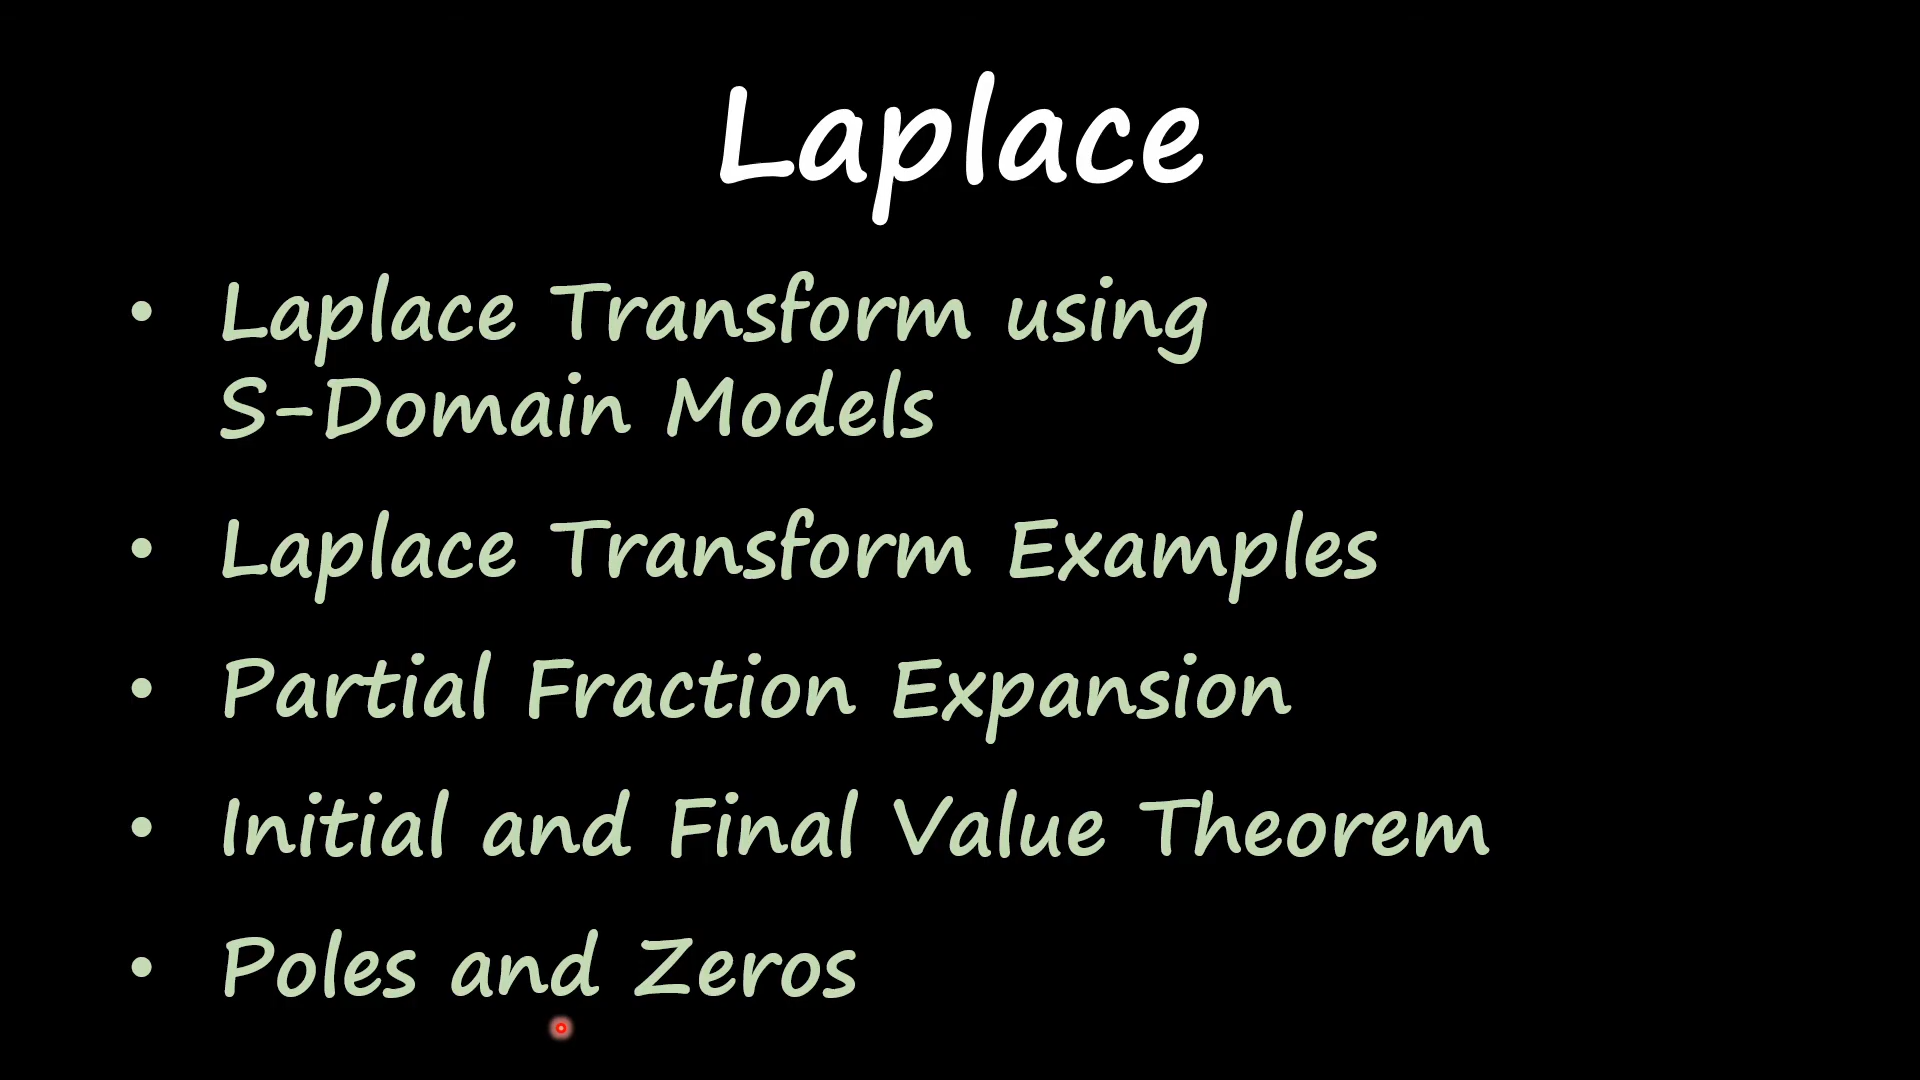 Laplace
• Laplace Transform using
S-Domain Models
• Laplace Transform Examples
• Partial Fraction Expansion
• Initial and Final Value Theorem
• Poles and Zeros